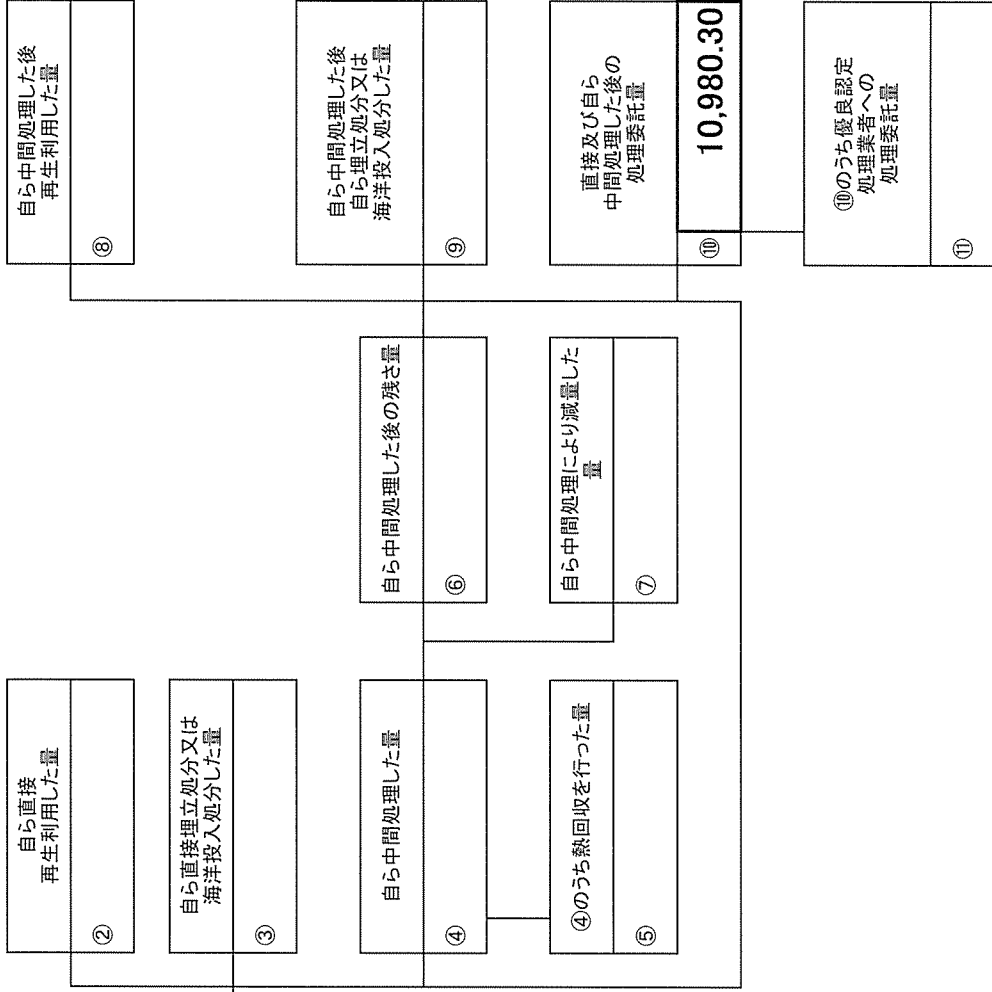 自ら直接
再生利用した量
②
自ら直接埋立処分又は
海洋投入処分した量
③
自ら中間処理した量
④
④のうち熱回収を行った量
⑤
自ら中間処理した後の残さ量
⑥
自ら中間処理により減量した
量
⑦
自ら中間処理した後
再生利用した量
⑧
自ら中間処理した後
自ら埋立処分又は
海洋投入処分した量
⑨
直接及び自ら
中間処理した後の
処理委託量
⑩
10,980.30
⑩のうち優良認定
処理業者への
処理委託量
⑪